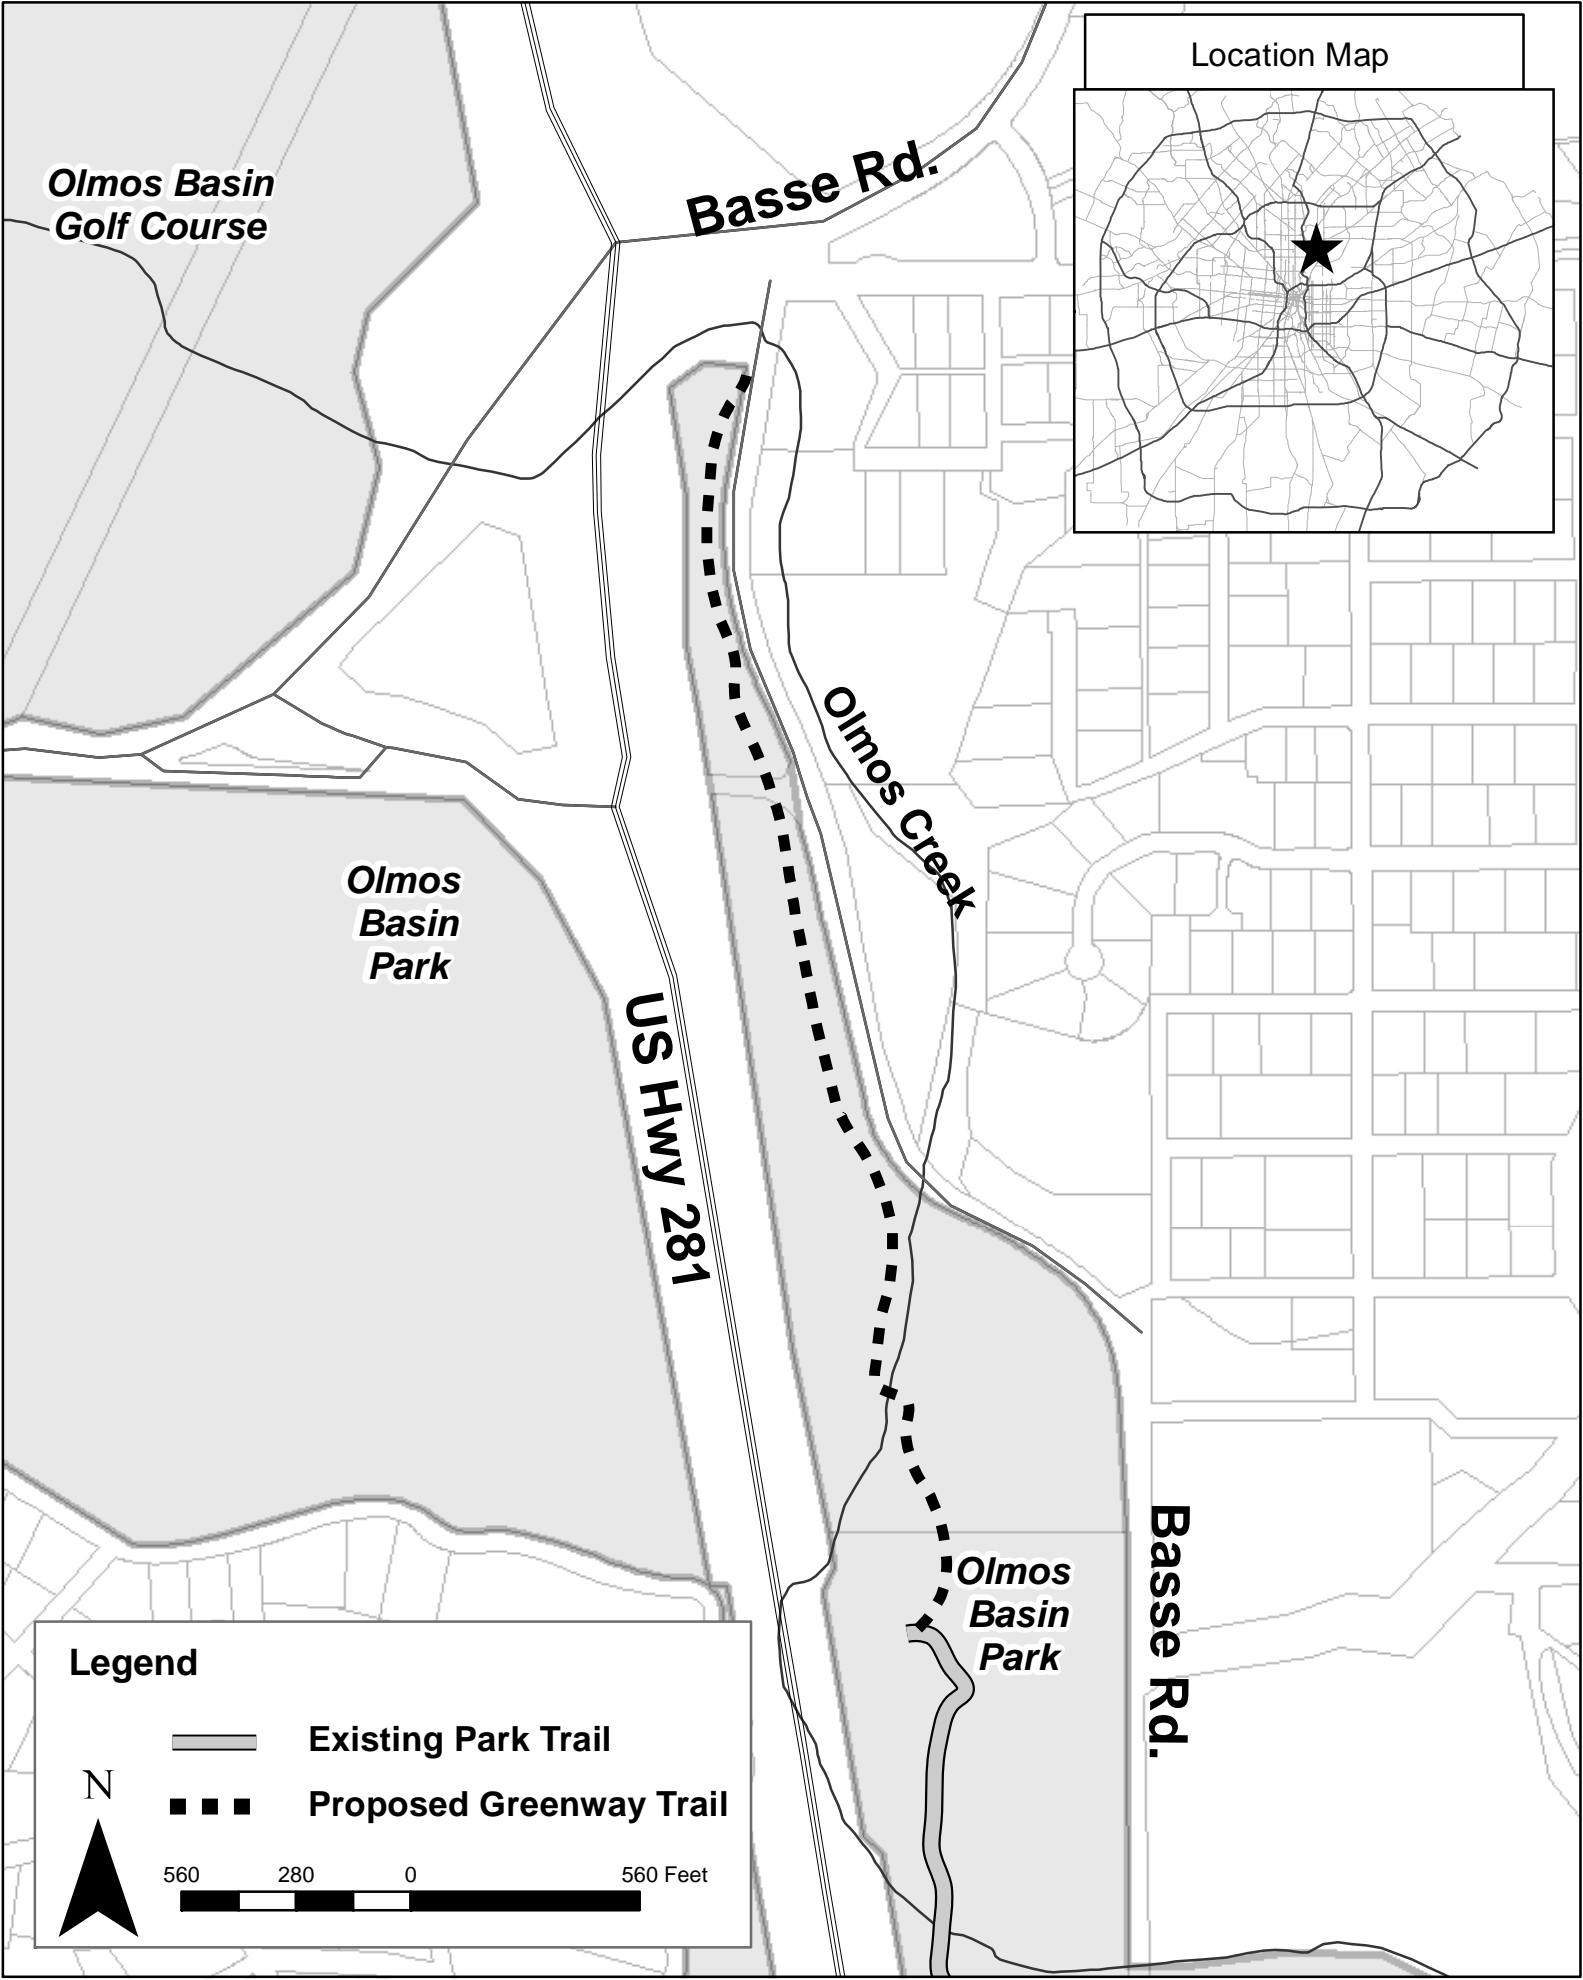 Location Map
Basse Rd.
Olmos Basin
Golf Course
Olmos Creek
Olmos
Basin
Park
US Hwy 281
Olmos
Basin
Park
Basse Rd.
Legend
Existing Park Trail
N
Proposed Greenway Trail
560 280 0 560 Feet